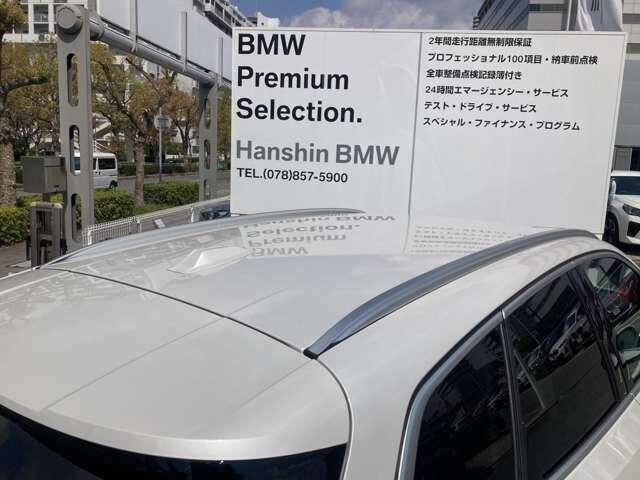 BMW
Premium
Selection.
Hanshin BMW
TEL.(078)857-5900
2年間走行距離無制限保証
プロフェッショナル100項目・納車前点検
全車整備点検記録簿付き
24時間エマージェンシー・サービス
テスト・ドライブ・サービス
スペシャル・ファイナンス・プログラム